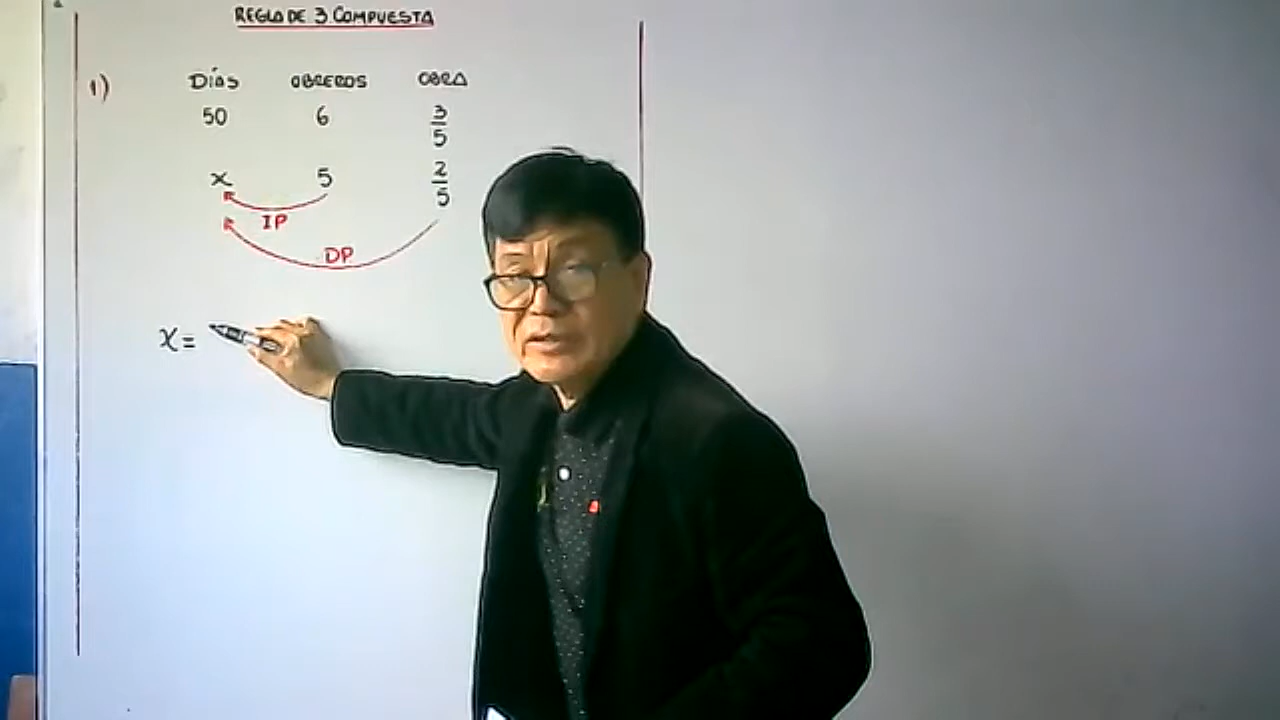 REGLA DE 3 COMPUESTA
1) DÍAS OBREROS OBRA
50 6 3/5
x 5 2/5
IP
DP
x=